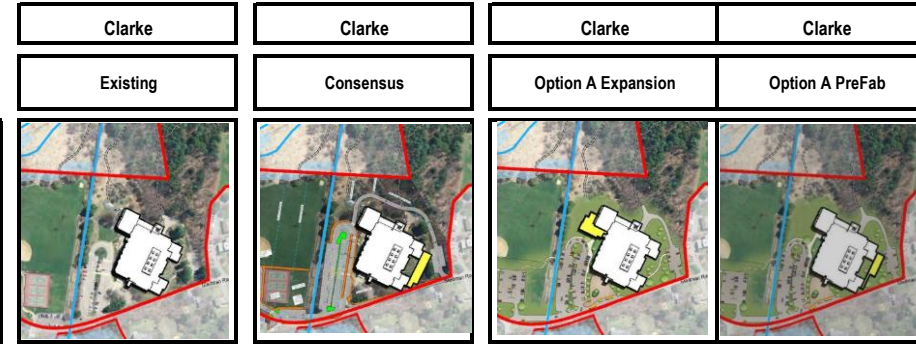 Clarke
Clarke
Clarke
Clarke
Existing
Consensus
Option A Expansion
Option A PreFab